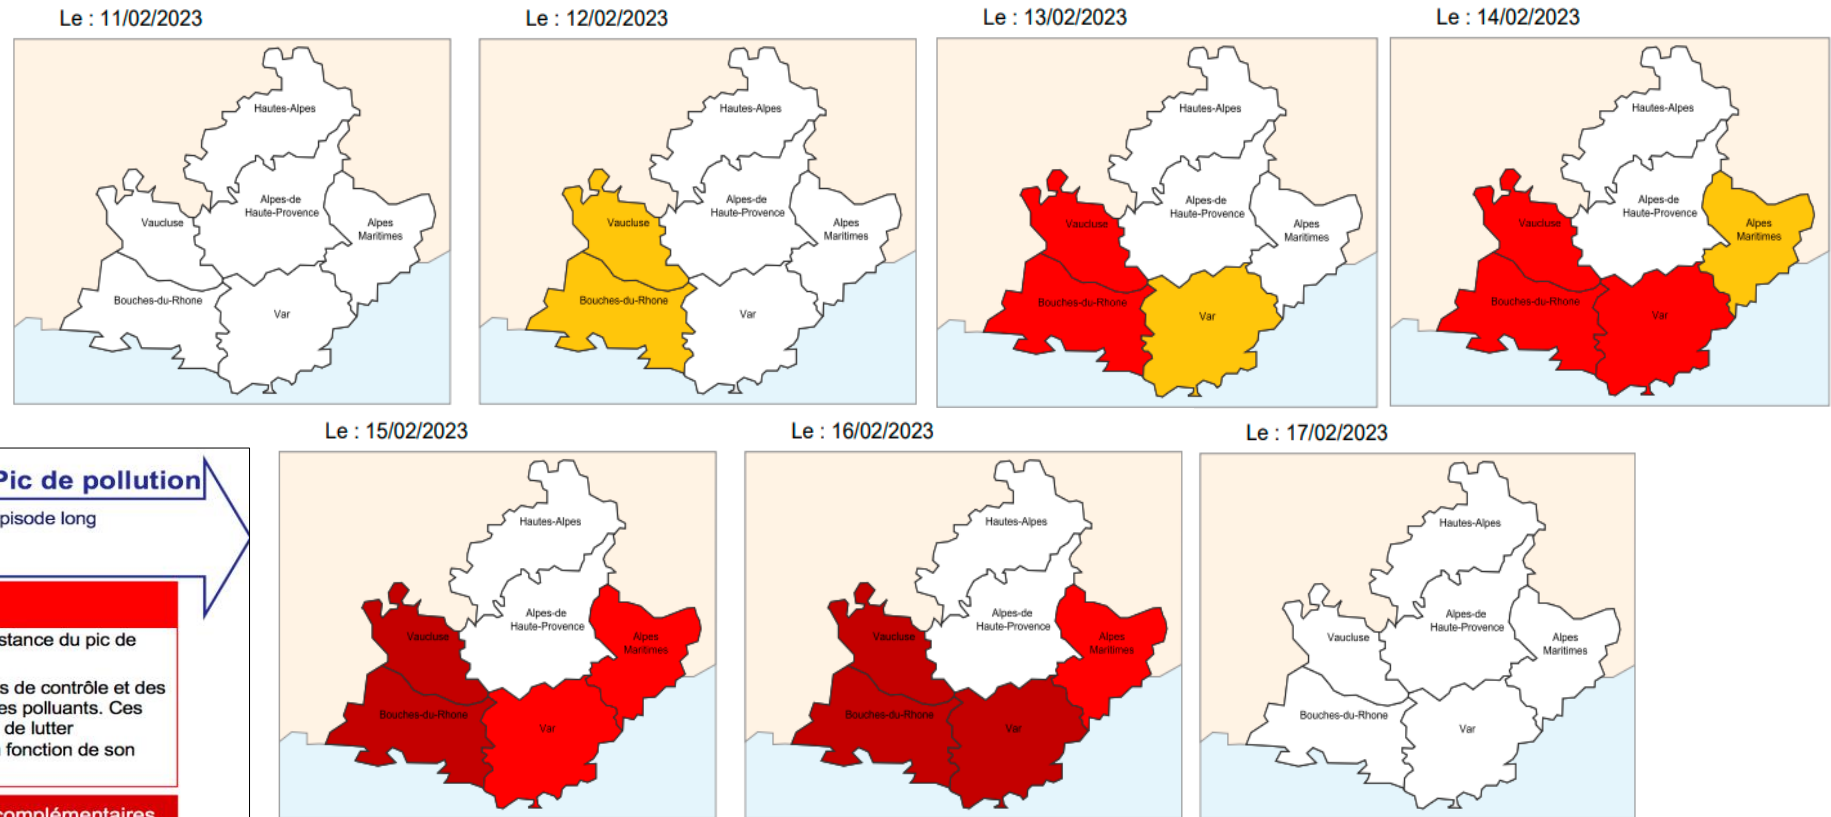 Le : 11/02/2023
Le : 12/02/2023
Le : 13/02/2023
Le : 14/02/2023
Hautes-Alpes
Alpes-de
Haute-Provence
Vaucluse
Alpes
Maritimes
Bouches-du-Rhone
Var
Hautes-Alpes
Alpes-de
Haute-Provence
Vaucluse
Alpes
Maritimes
Bouches-du-Rhone
Var
Hautes-Alpes
Alpes-de
Haute-Provence
Vaucluse
Alpes
Maritimes
Bouches-du-Rhone
Var
Hautes-Alpes
Alpes-de
Haute-Provence
Vaucluse
Alpes
Maritimes
Bouches-du-Rhone
Var
Le : 15/02/2023
Le : 16/02/2023
Le : 17/02/2023
Pic de pollution
pisode long
stance du pic de
s de contrôle et des
es polluants. Ces
de lutter
fonction de son
complémentaires
Hautes-Alpes
Alpes-de
Haute-Provence
Vaucluse
Alpes
Maritimes
Bouches-du-Rhone
Var
Hautes-Alpes
Alpes-de
Haute-Provence
Vaucluse
Alpes
Maritimes
Bouches-du-Rhone
Var
Hautes-Alpes
Alpes-de
Haute-Provence
Vaucluse
Alpes
Maritimes
Bouches-du-Rhone
Var